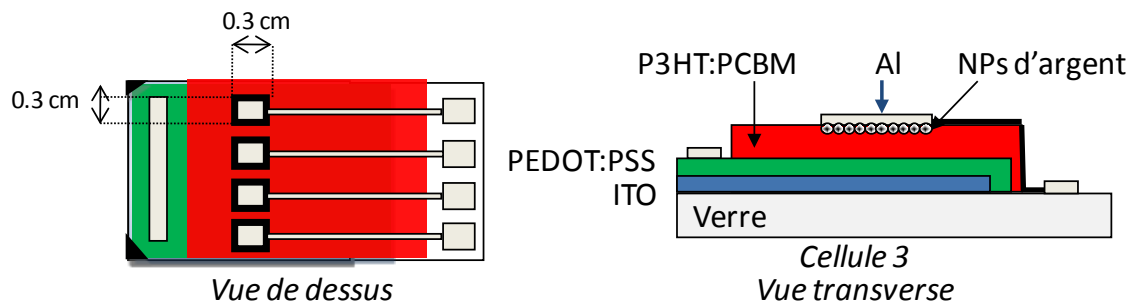 0.3 cm
0.3 cm
Vue de dessus
P3HT:PCBM
Al
NPs d'argent
PEDOT:PSS
ITO
Verre
Cellule 3
Vue transverse